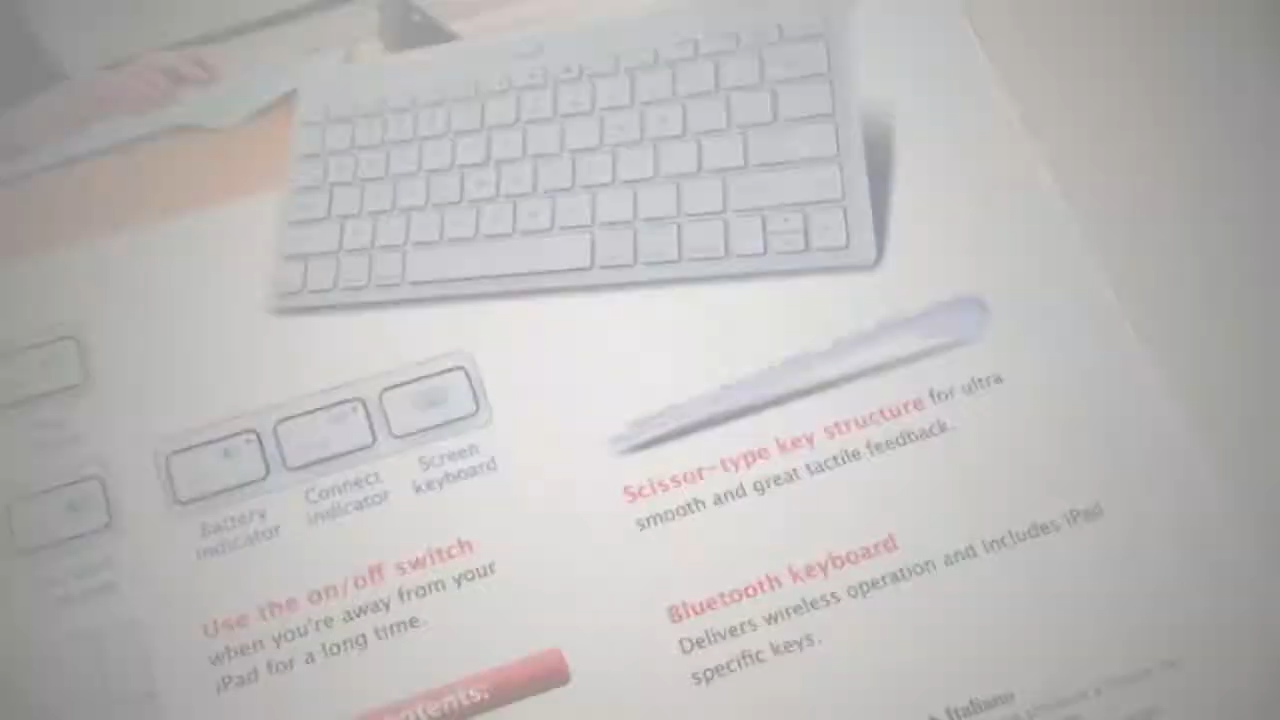 Battery
indicator
Connect
indicator
Screen
keyboard
Use the on/off switch
when you're away from your
iPad for a long time.
Scissor-type key structure for ultra
smooth and great tactile feedback.
Bluetooth keyboard
Delivers wireless operation and includes iPad
specific keys.
Italiano